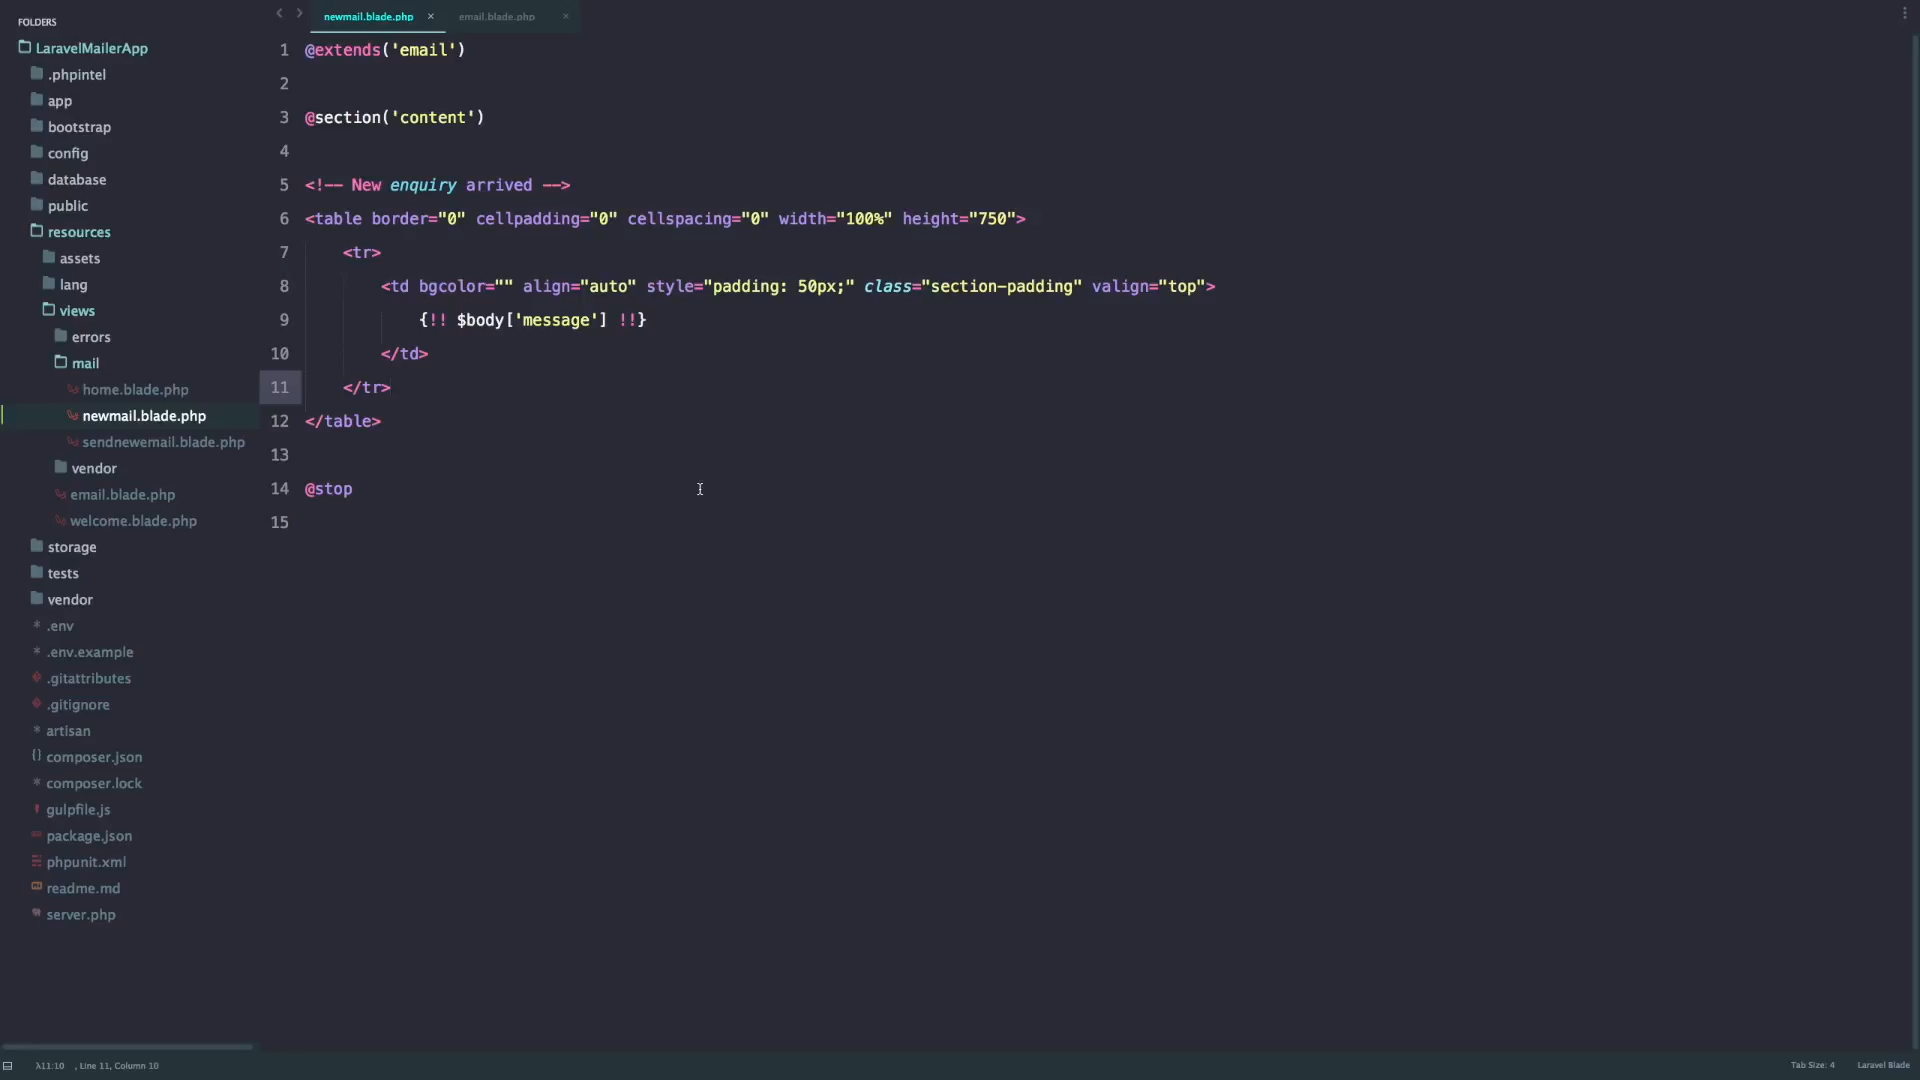 FOLDERS
LaravelMailerApp
.phpintel
app
bootstrap
config
database
public
resources
assets
lang
views
errors
mail
home.blade.php
newmail.blade.php
sendnewemail.blade.php
vendor
email.blade.php
welcome.blade.php
storage
tests
vendor
* .env
* .env.example
.gitattributes
.gitignore
* artisan
composer.json
* composer.lock
gulpfile.js
package.json
phpunit.xml
readme.md
server.php
newmail.blade.php × email.blade.php ×
1 @extends('email')
2
3 @section('content')
4
5 <!-- New enquiry arrived -->
6 <table border="0" cellpadding="0" cellspacing="0" width="100%" height="750">
7 <tr>
8 <td bgcolor="" align="auto" style="padding: 50px;" class="section-padding" valign="top">
9 {!! $body['message'] !!}
10 </td>
11 </tr>
12 </table>
13
14 @stop
15
λ11:10 , Line 11, Column 10 Tab Size: 4 Laravel Blade